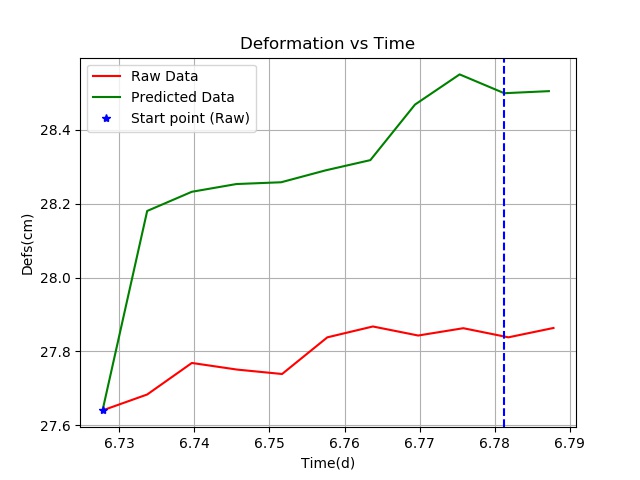 Deformation vs Time
Raw Data
Predicted Data
Start point (Raw)
28.4
28.2
28.0
27.8
27.6
Defs(cm)
6.73 6.74 6.75 6.76 6.77 6.78 6.79
Time(d)